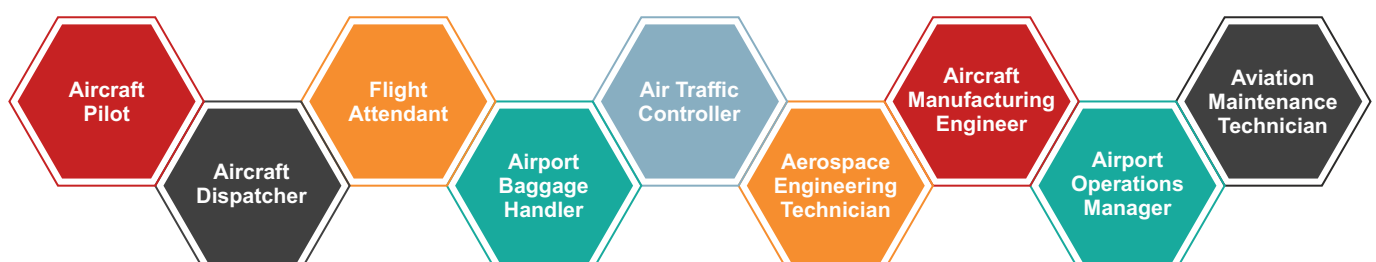 Aircraft
Pilot
Aircraft
Dispatcher
Flight
Attendant
Airport
Baggage
Handler
Air Traffic
Controller
Aerospace
Engineering
Technician
Aircraft
Manufacturing
Engineer
Airport
Operations
Manager
Aviation
Maintenance
Technician